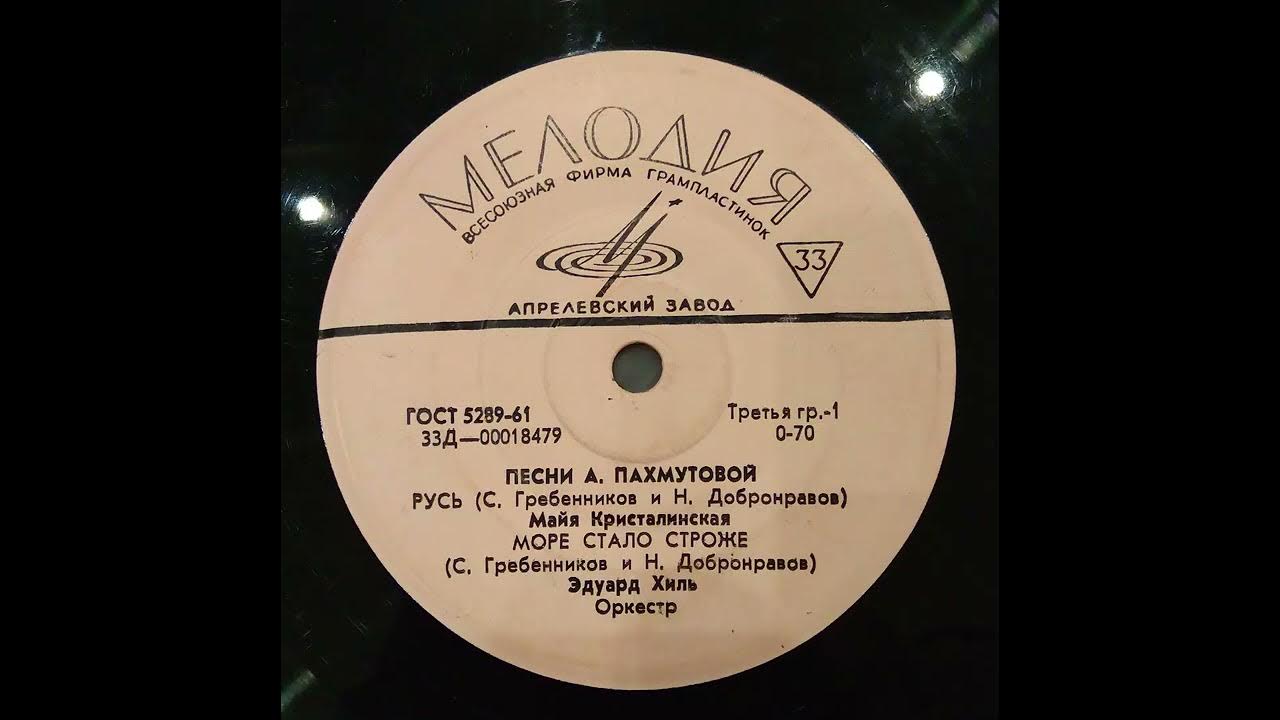 МЕЛОДИЯ
ВСЕСОЮЗНАЯ ФИРМА ГРАМПЛАСТИНОК
33
АПРЕЛЕВСКИЙ ЗАВОД
ГОСТ 5289-61
Третья гр.-1
33Д—00018479
0-70
ПЕСНИ А. ПАХМУТОВОЙ
РУСЬ (С. Гребенников и Н. Добронравов)
Майя Кристалинская
МОРЕ СТАЛО СТРОЖЕ
(С. Гребенников и Н. Добронравов)
Эдуард Хиль
Оркестр